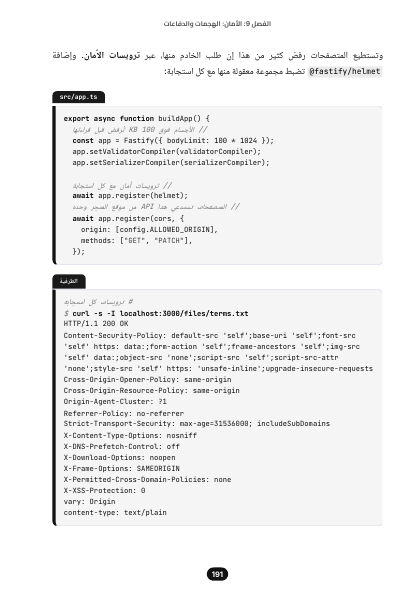 الفصل 9: الأمان: الهجمات والدفاعات
وتستطيع المتصفحات رفض كثير من هذا إن طلب الخادم منها، عبر ترويسات الأمان. وإضافة
@fastify/helmet تضبط مجموعة معقولة منها مع كل استجابة:
src/app.ts
export async function buildApp() {
// الأجسام فوق 100 KB تُرفض قبل قراءتها
const app = Fastify({ bodyLimit: 100 * 1024 });
app.setValidatorCompiler(validatorCompiler);
app.setSerializerCompiler(serializerCompiler);
// ترويسات أمان مع كل استجابة
await app.register(helmet);
// المتصفحات تستدعي هذا API من موقع المتجر وحده
await app.register(cors, {
origin: [config.ALLOWED_ORIGIN],
methods: ["GET", "PATCH"],
});
الطرفية
# ترويسات كل استجابة
$ curl -s -I localhost:3000/files/terms.txt
HTTP/1.1 200 OK
Content-Security-Policy: default-src 'self';base-uri 'self';font-src
'self' https: data:;form-action 'self';frame-ancestors 'self';img-src
'self' data:;object-src 'none';script-src 'self';script-src-attr
'none';style-src 'self' https: 'unsafe-inline';upgrade-insecure-requests
Cross-Origin-Opener-Policy: same-origin
Cross-Origin-Resource-Policy: same-origin
Origin-Agent-Cluster: ?1
Referrer-Policy: no-referrer
Strict-Transport-Security: max-age=31536000; includeSubDomains
X-Content-Type-Options: nosniff
X-DNS-Prefetch-Control: off
X-Download-Options: noopen
X-Frame-Options: SAMEORIGIN
X-Permitted-Cross-Domain-Policies: none
X-XSS-Protection: 0
vary: Origin
content-type: text/plain
191